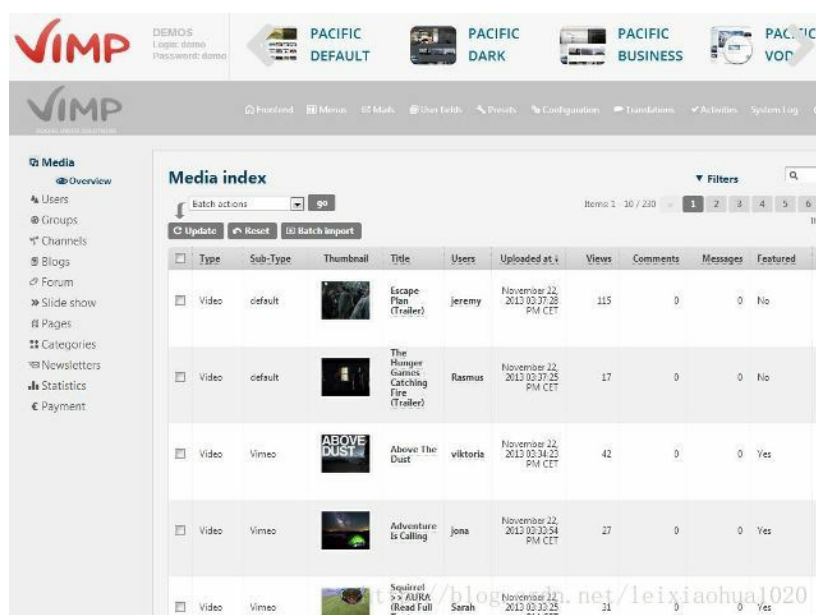 VIMP
DEMOS
Login: demo
Password: demo
PACIFIC
DEFAULT
PACIFIC
DARK
PACIFIC
BUSINESS
VIMP
Frontend Menus Mails User fields Presets Configuration Translations Activities System Log
Media
Overview
Users
Groups
Channels
Blogs
Forum
Slide show
Pages
Categories
Newsletters
Statistics
€ Payment
Media index
Filters
Batch actions go
Items: 1 - 10 / 230 1 2 3 4 5 6
Update Reset Batch import
Type Sub-Type Thumbnail Title Users Uploaded at Views Comments Messages Featured
Video default Escape Plan (Trailer) jeremy November 22, 2013 03:37:28 PM CET 115 0 0 No
Video default The Hunger Games Catching Fire (Trailer) Rasmus November 22, 2013 03:37:25 PM CET 17 0 0 No
Video Vimeo ABOVE DUST Above The Dust viktoria November 22, 2013 03:34:23 PM CET 42 0 0 Yes
Video Vimeo Adventure Is Calling jona November 22, 2013 03:33:54 PM CET 27 0 0 Yes
Video Vimeo Squirrel >> AURA (Read Full Sarah November 22, 2013 03:33:25 31 0 Yes